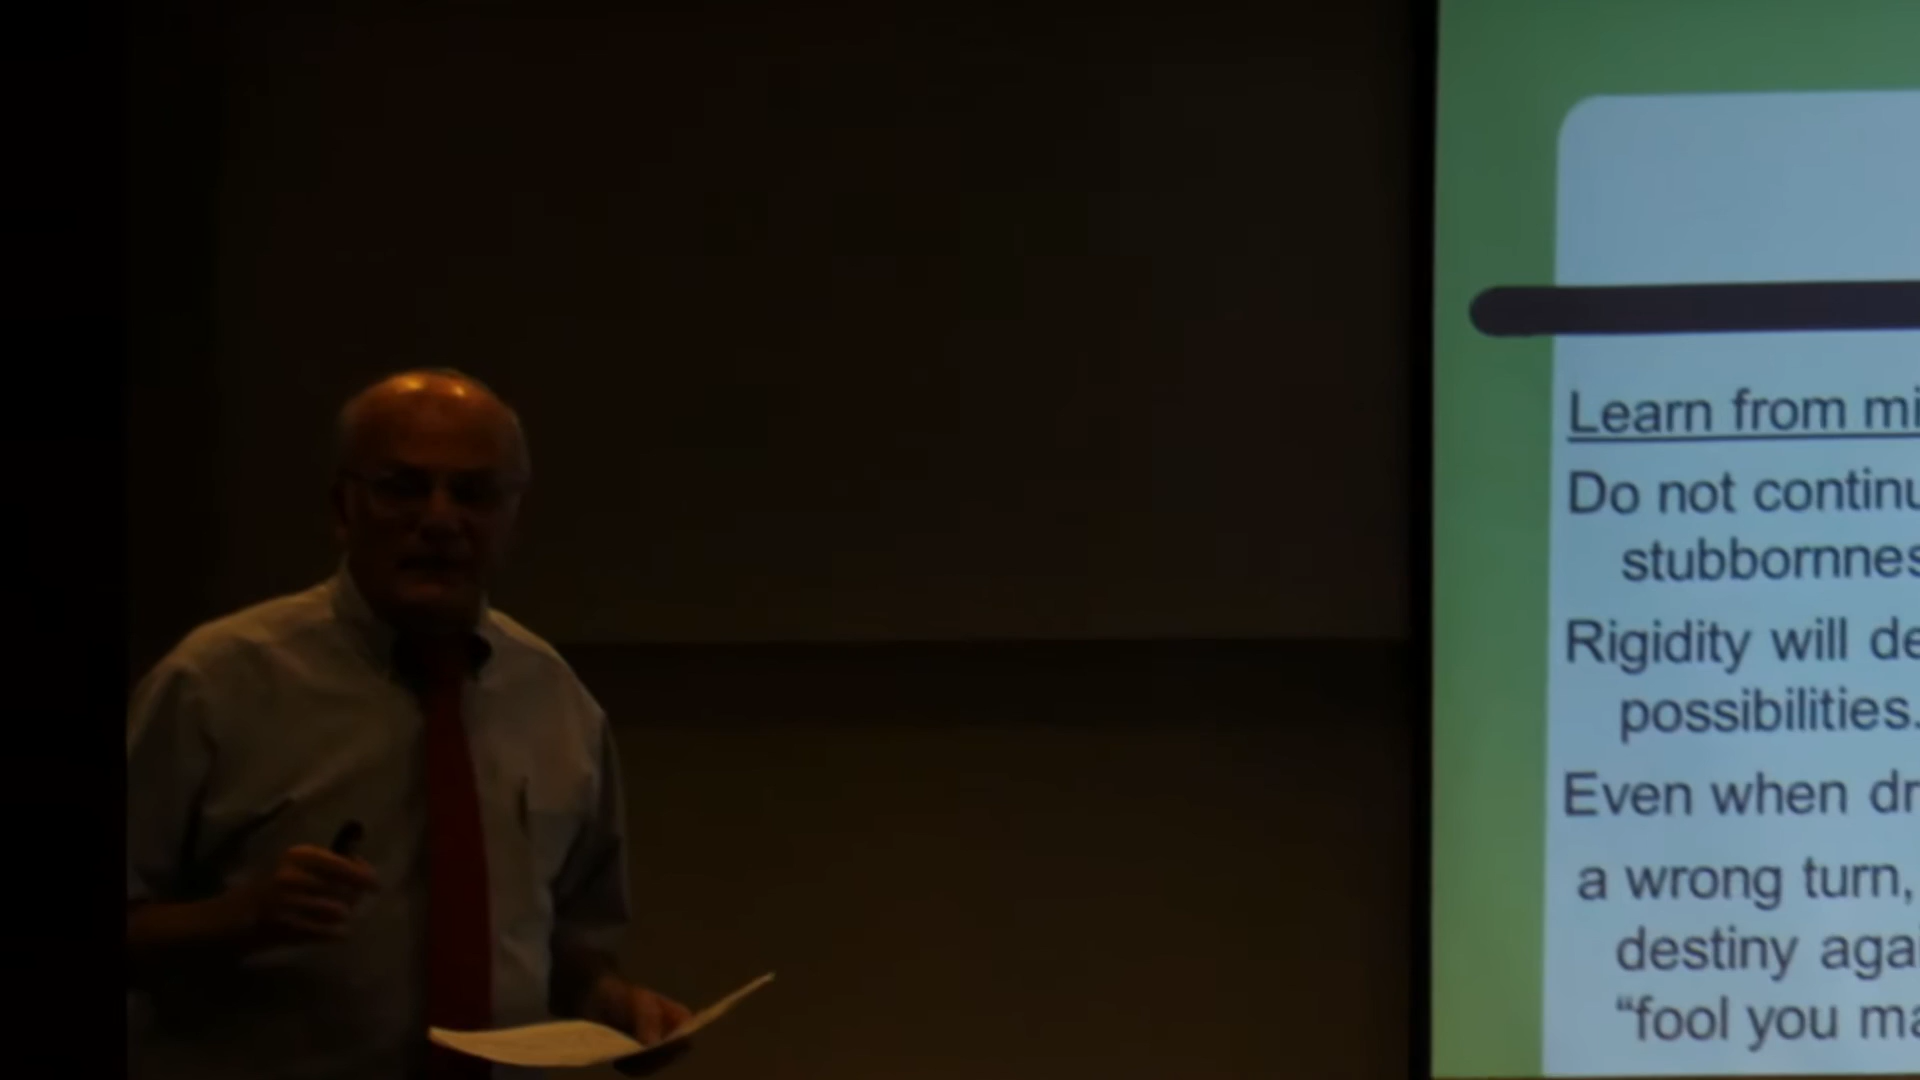 Learn from mi
Do not continu
stubbornnes
Rigidity will de
possibilities.
Even when dr
a wrong turn,
destiny aga
“fool you ma